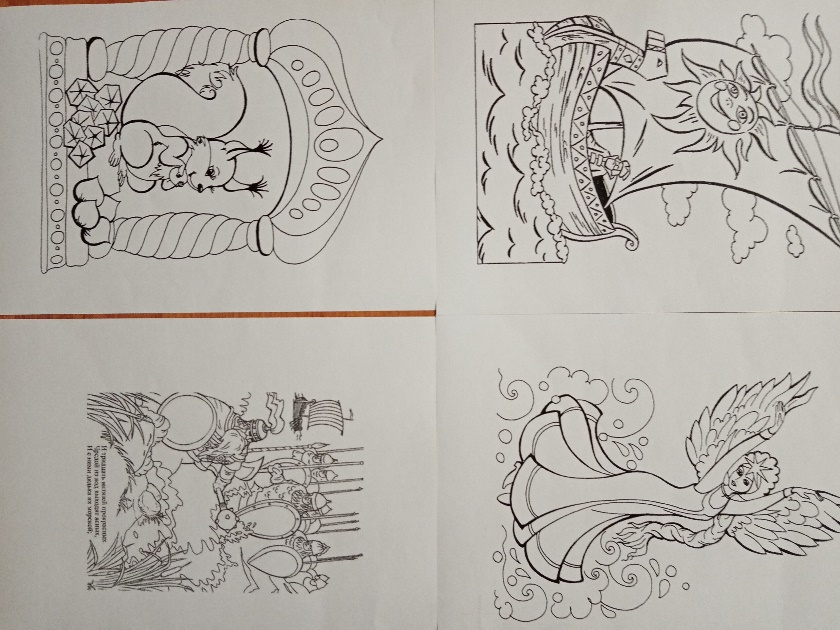 И тридцать витязей прекрасных
Чредой из вод выходят ясных,
И с ними дядька их морской.